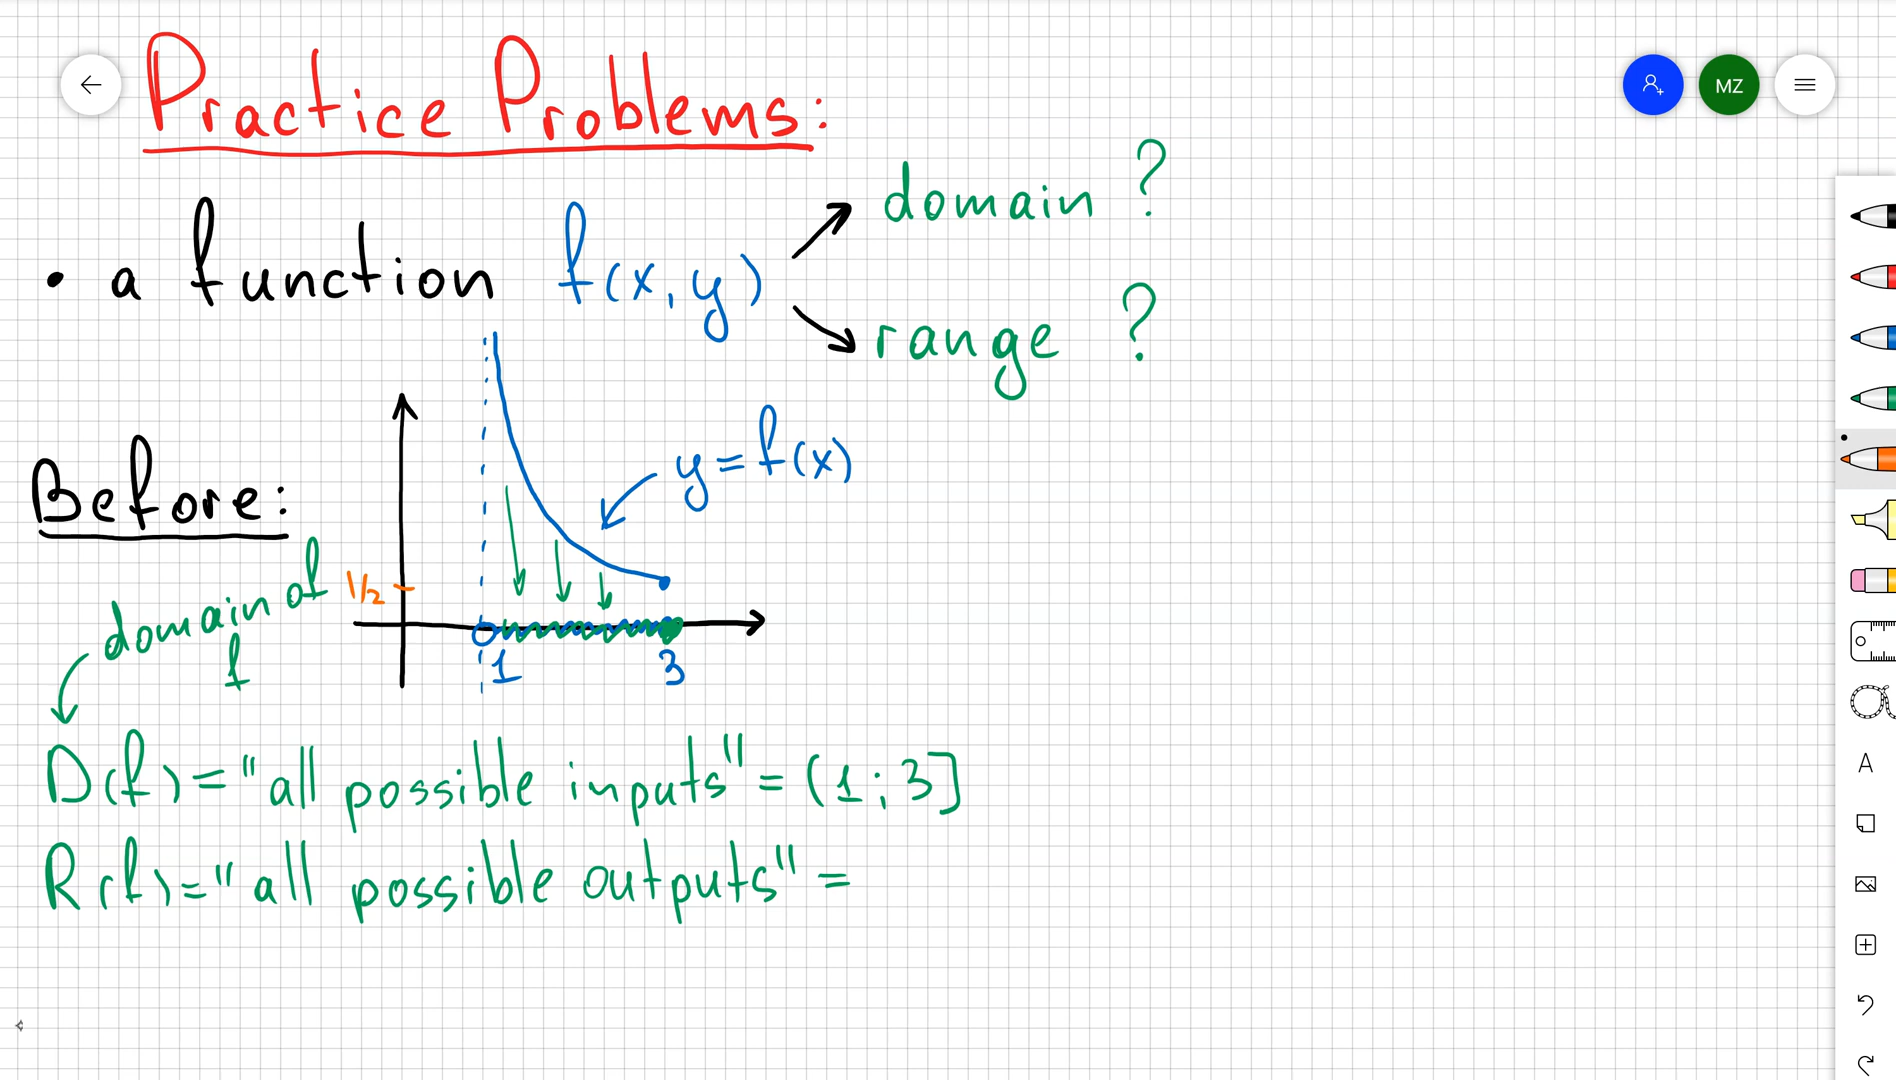 Practice Problems:
MZ
domain ?
• a function f(x,y)
range ?
y=f(x)
Before:
1/2
domain of
f
1
3
D(f)="all possible inputs"=(1;3]
R(f)="all possible outputs"=
A